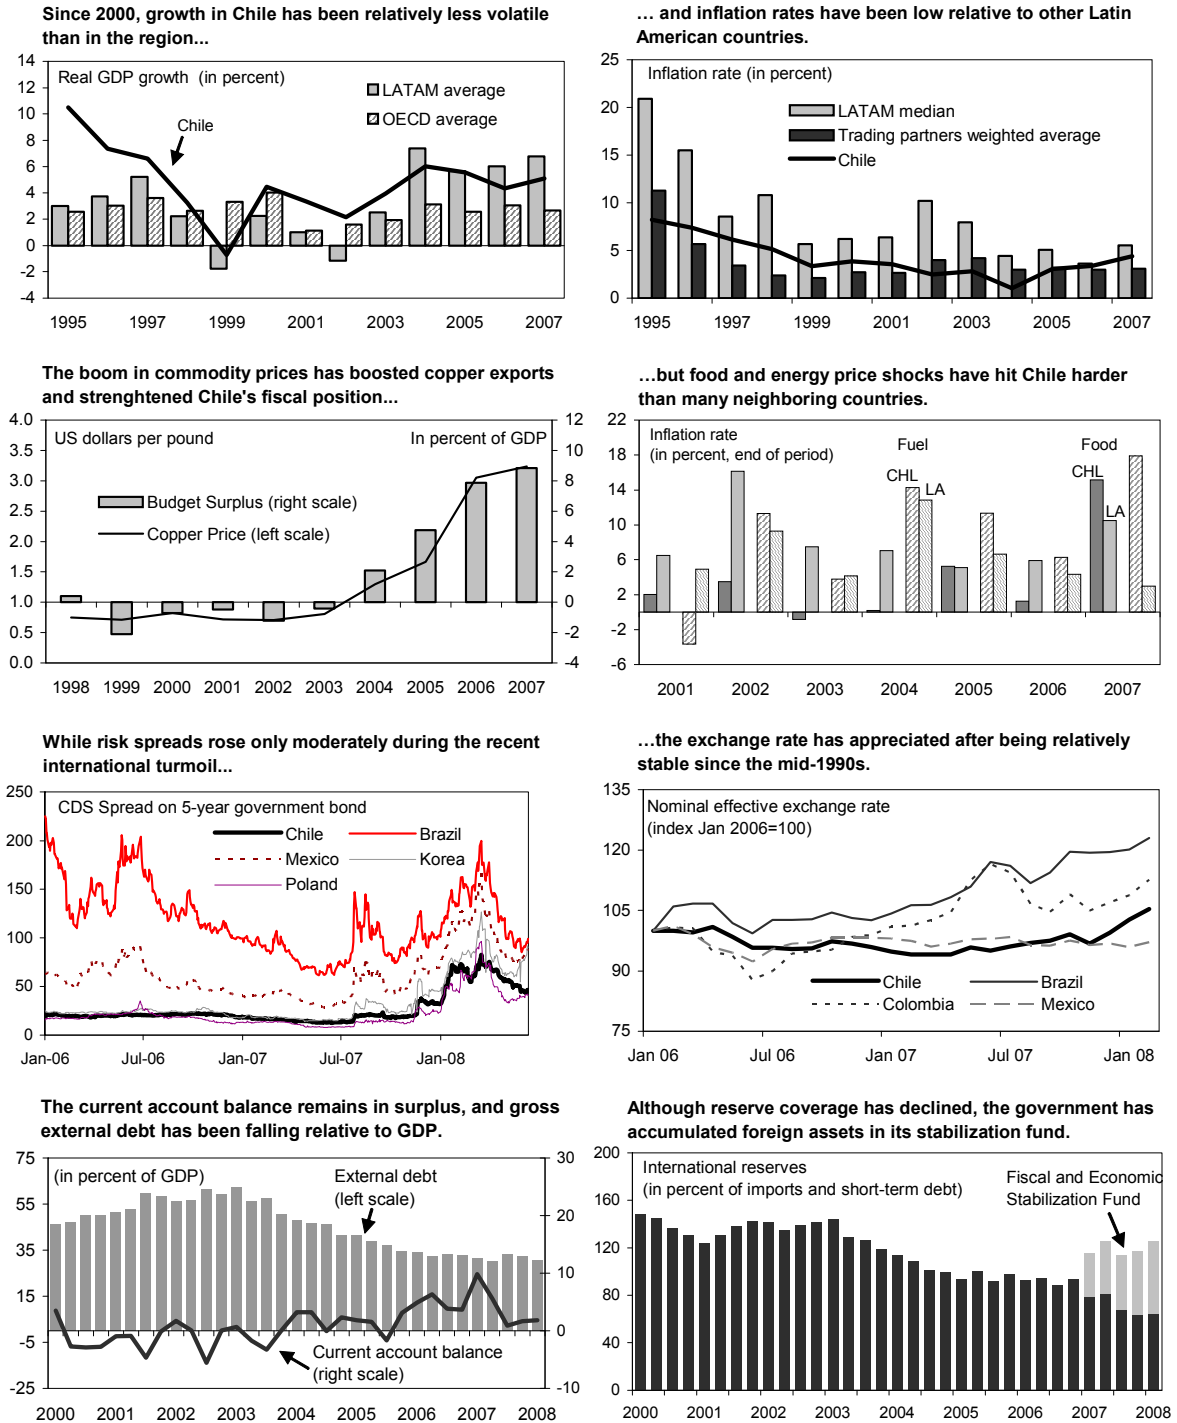 Since 2000, growth in Chile has been relatively less volatile
than in the region...
14
12
10
8
6
4
2
0
-2
-4
Real GDP growth (in percent)
LATAM average
OECD average
Chile
1995 1997 1999 2001 2003 2005 2007
... and inflation rates have been low relative to other Latin
American countries.
25
20
15
10
5
0
Inflation rate (in percent)
LATAM median
Trading partners weighted average
Chile
1995 1997 1999 2001 2003 2005 2007
The boom in commodity prices has boosted copper exports
and strenghtened Chile's fiscal position...
4.0
3.5
3.0
2.5
2.0
1.5
1.0
0.5
0.0
US dollars per pound
In percent of GDP
Budget Surplus (right scale)
Copper Price (left scale)
12
10
8
6
4
2
0
-2
-4
1998 1999 2000 2001 2002 2003 2004 2005 2006 2007
...but food and energy price shocks have hit Chile harder
than many neighboring countries.
22
18
14
10
6
2
-2
-6
Inflation rate
(in percent, end of period)
Fuel
CHL
LA
Food
CHL
LA
2001 2002 2003 2004 2005 2006 2007
While risk spreads rose only moderately during the recent
international turmoil...
250
200
150
100
50
0
CDS Spread on 5-year government bond
Chile Brazil
Mexico Korea
Poland
Jan-06 Jul-06 Jan-07 Jul-07 Jan-08
...the exchange rate has appreciated after being relatively
stable since the mid-1990s.
135
120
105
90
75
Nominal effective exchange rate
(index Jan 2006=100)
Chile Brazil
Colombia Mexico
Jan 06 Jul 06 Jan 07 Jul 07 Jan 08
The current account balance remains in surplus, and gross
external debt has been falling relative to GDP.
75
55
35
15
-5
-25
(in percent of GDP)
External debt
(left scale)
Current account balance
(right scale)
30
20
10
0
-10
2000 2001 2002 2003 2004 2005 2006 2007 2008
Although reserve coverage has declined, the government has
accumulated foreign assets in its stabilization fund.
200
160
120
80
40
0
International reserves
(in percent of imports and short-term debt)
Fiscal and Economic
Stabilization Fund
2000 2001 2002 2003 2004 2005 2006 2007 2008